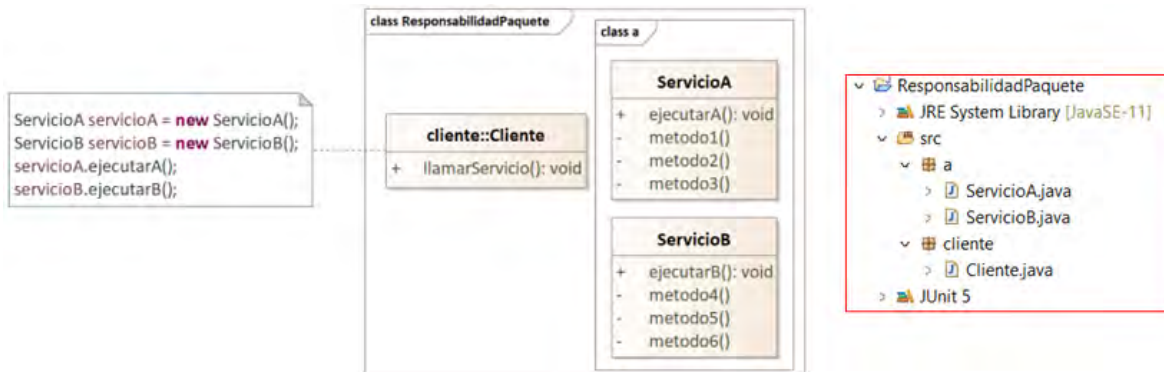 class ResponsabilidadPaquete
class a
ServicioA servicioA = new ServicioA();
ServicioB servicioB = new ServicioB();
servicioA.ejecutarA();
servicioB.ejecutarB();
cliente::Cliente
+ llamarServicio(): void
ServicioA
+ ejecutarA(): void
- metodo1()
- metodo2()
- metodo3()
ServicioB
+ ejecutarB(): void
- metodo4()
- metodo5()
- metodo6()
ResponsabilidadPaquete
JRE System Library [JavaSE-11]
src
a
ServicioA.java
ServicioB.java
cliente
Cliente.java
JUnit 5